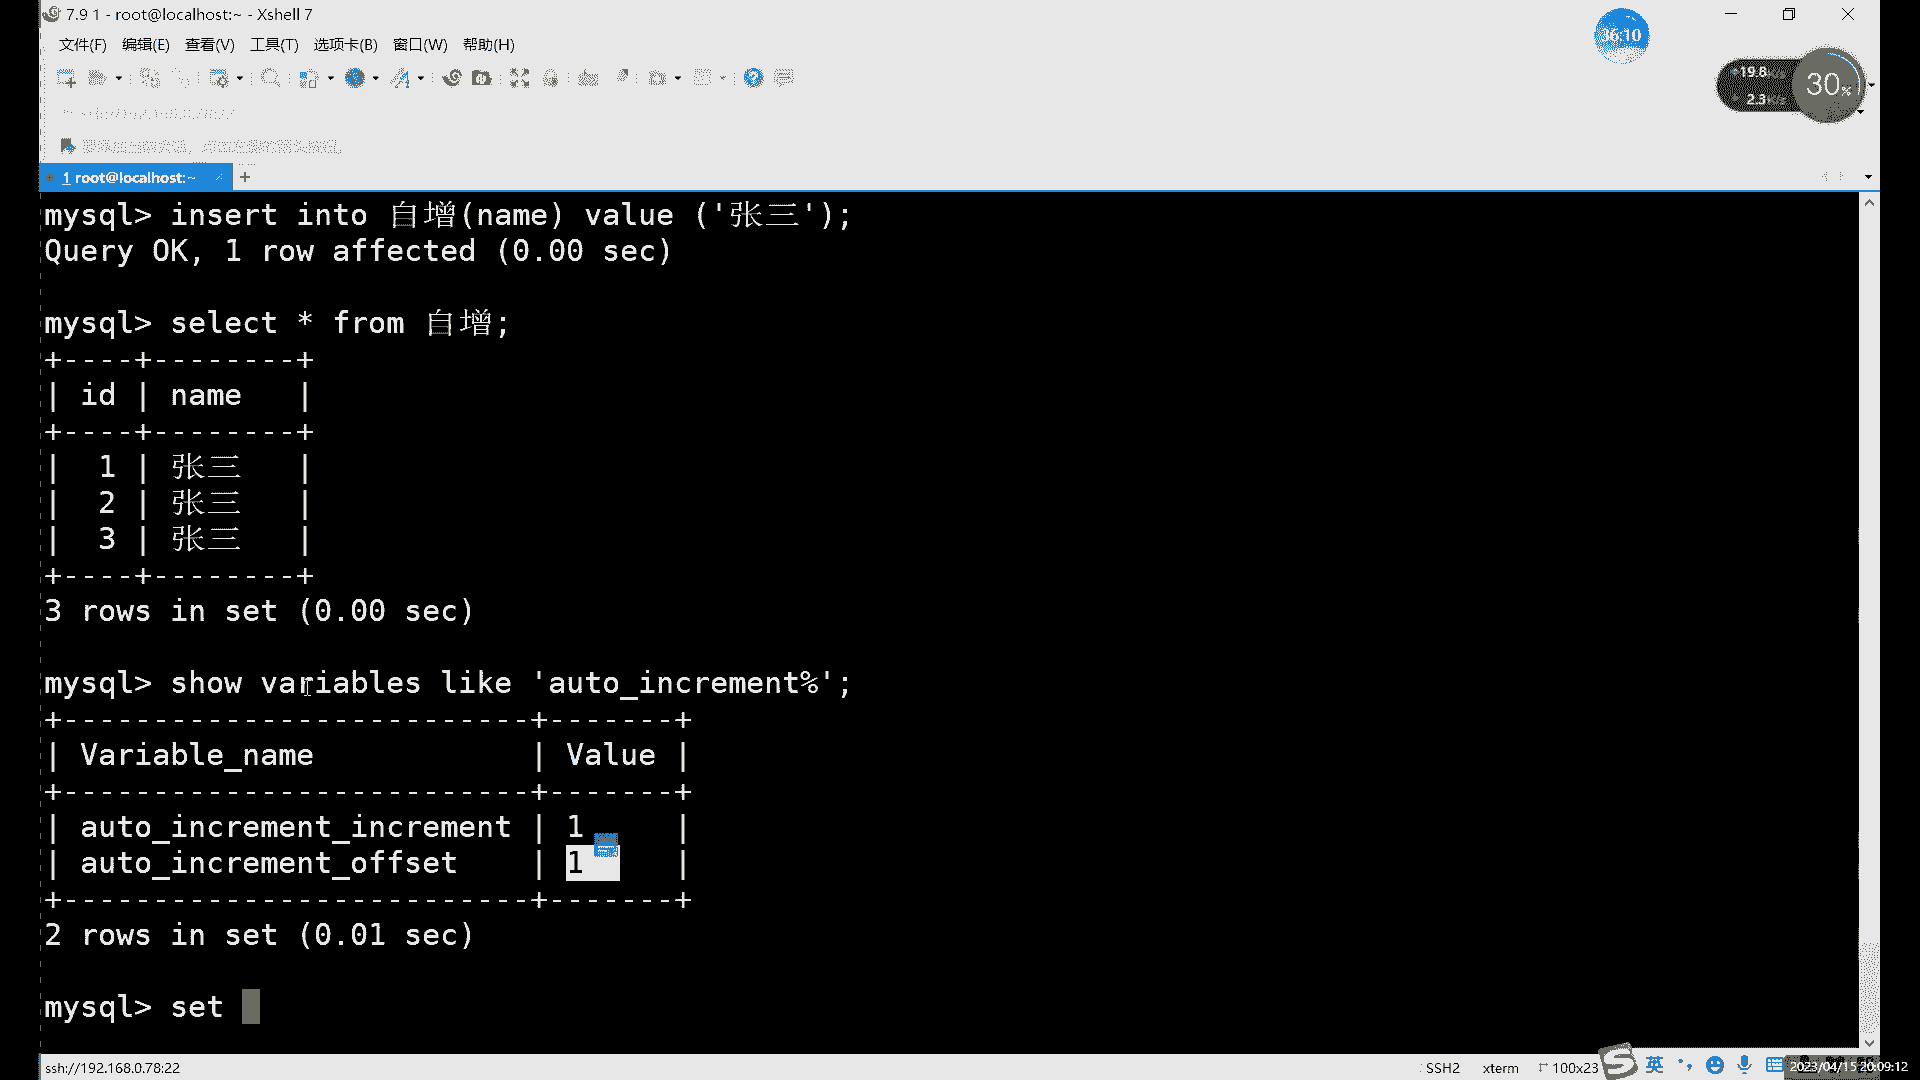 7.9 1 - root@localhost:~ - Xshell 7
36:10
文件(F) 编辑(E) 查看(V) 工具(T) 选项卡(B) 窗口(W) 帮助(H)
19.8K/s
2.3K/s
30%
1 root@localhost:~ +
mysql> insert into 自增(name) value ('张三');
Query OK, 1 row affected (0.00 sec)
mysql> select * from 自增;
+----+--------+
| id | name   |
+----+--------+
|  1 | 张三   |
|  2 | 张三   |
|  3 | 张三   |
+----+--------+
3 rows in set (0.00 sec)
mysql> show variables like 'auto_increment%';
+--------------------------+-------+
| Variable_name            | Value |
+--------------------------+-------+
| auto_increment_increment | 1     |
| auto_increment_offset    | 1     |
+--------------------------+-------+
2 rows in set (0.01 sec)
mysql> set
ssh://192.168.0.78:22 SSH2 xterm 100x23 英 2023/04/15 20:09:12